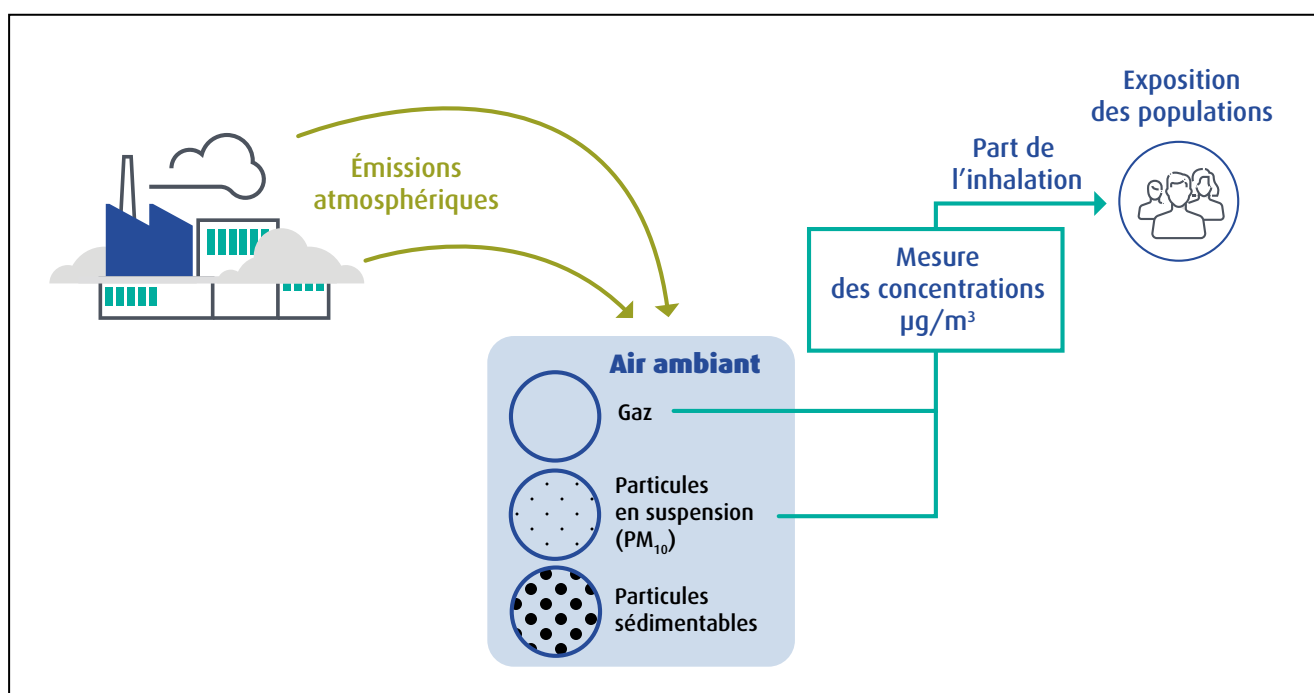 Émissions
atmosphériques
Air ambiant
Gaz
Particules
en suspension
(PM₁₀)
Particules
sédimentables
Mesure
des concentrations
µg/m³
Part de
l’inhalation
Exposition
des populations